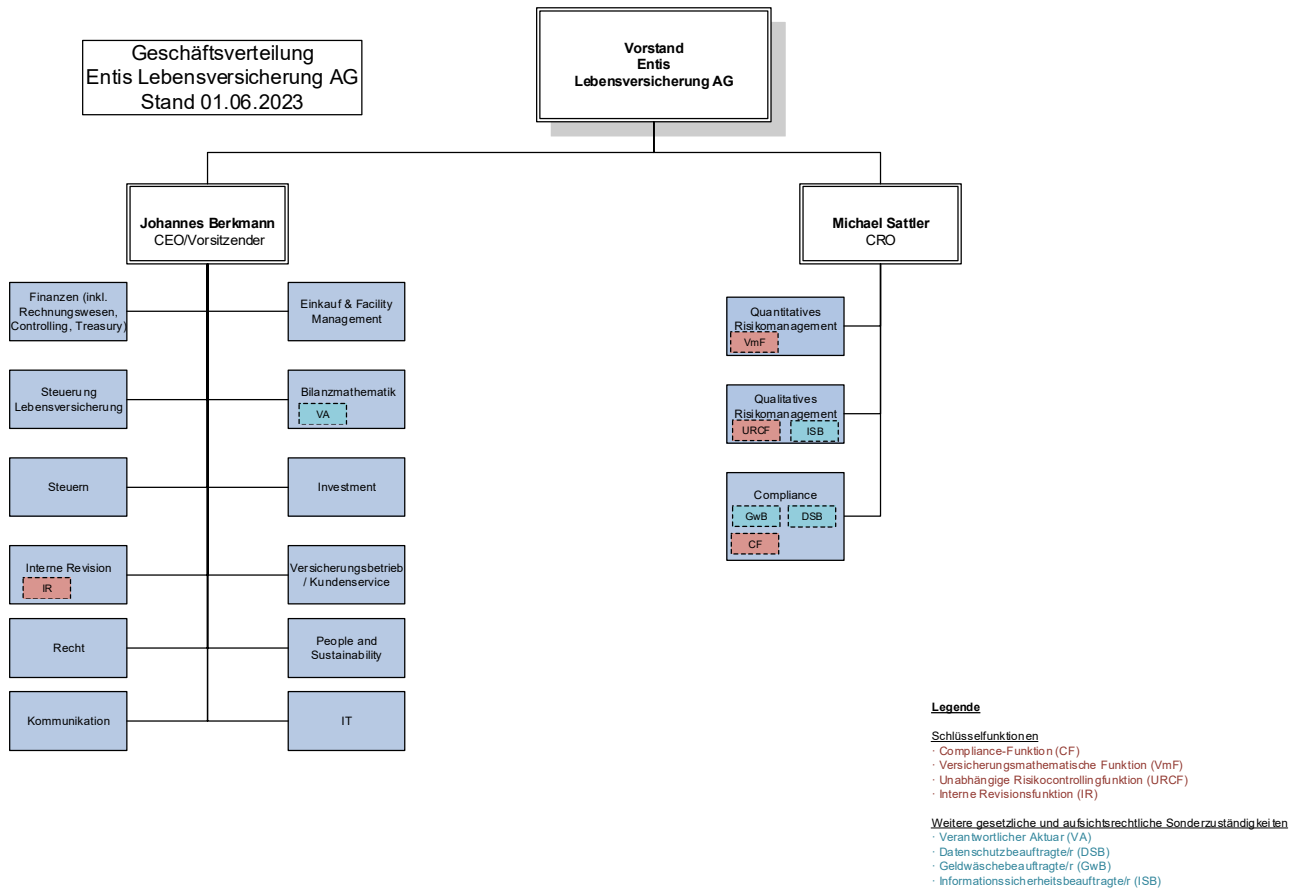 Geschäftsverteilung
Entis Lebensversicherung AG
Stand 01.06.2023
Vorstand
Entis
Lebensversicherung AG
Johannes Berkmann
CEO/Vorsitzender
Michael Sattler
CRO
Finanzen (inkl.
Rechnungswesen,
Controlling, Treasury)
Einkauf & Facility
Management
Steuerung
Lebensversicherung
Bilanzmathematik
VA
Steuern
Investment
Interne Revision
IR
Versicherungsbetrieb
/ Kundenservice
Recht
People and
Sustainability
Kommunikation
IT
Quantitatives
Risikomanagement
VmF
Qualitatives
Risikomanagement
URCF
ISB
Compliance
GwB
DSB
CF
Legende
Schlüsselfunktionen
· Compliance-Funktion (CF)
· Versicherungsmathematische Funktion (VmF)
· Unabhängige Risikocontrollingfunktion (URCF)
· Interne Revisionsfunktion (IR)
Weitere gesetzliche und aufsichtsrechtliche Sonderzuständigkeiten
· Verantwortlicher Aktuar (VA)
· Datenschutzbeauftragte/r (DSB)
· Geldwäschebeauftragte/r (GwB)
· Informationssicherheitsbeauftragte/r (ISB)